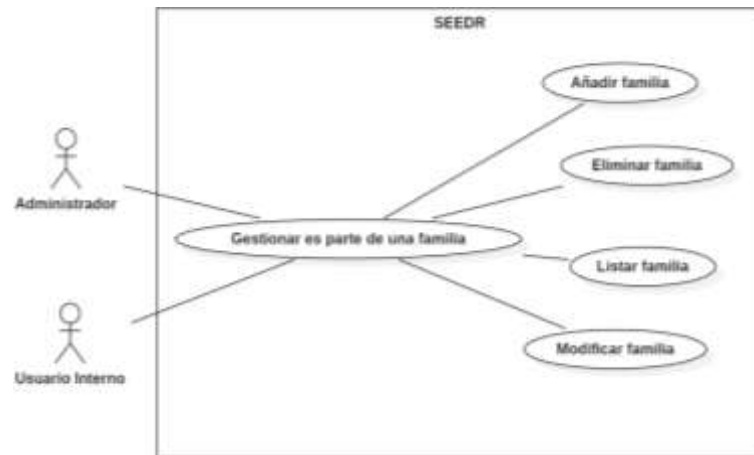 SEEDR
Añadir familia
Eliminar familia
Administrador
Gestionar es parte de una familia
Listar familia
Modificar familia
Usuario Interno